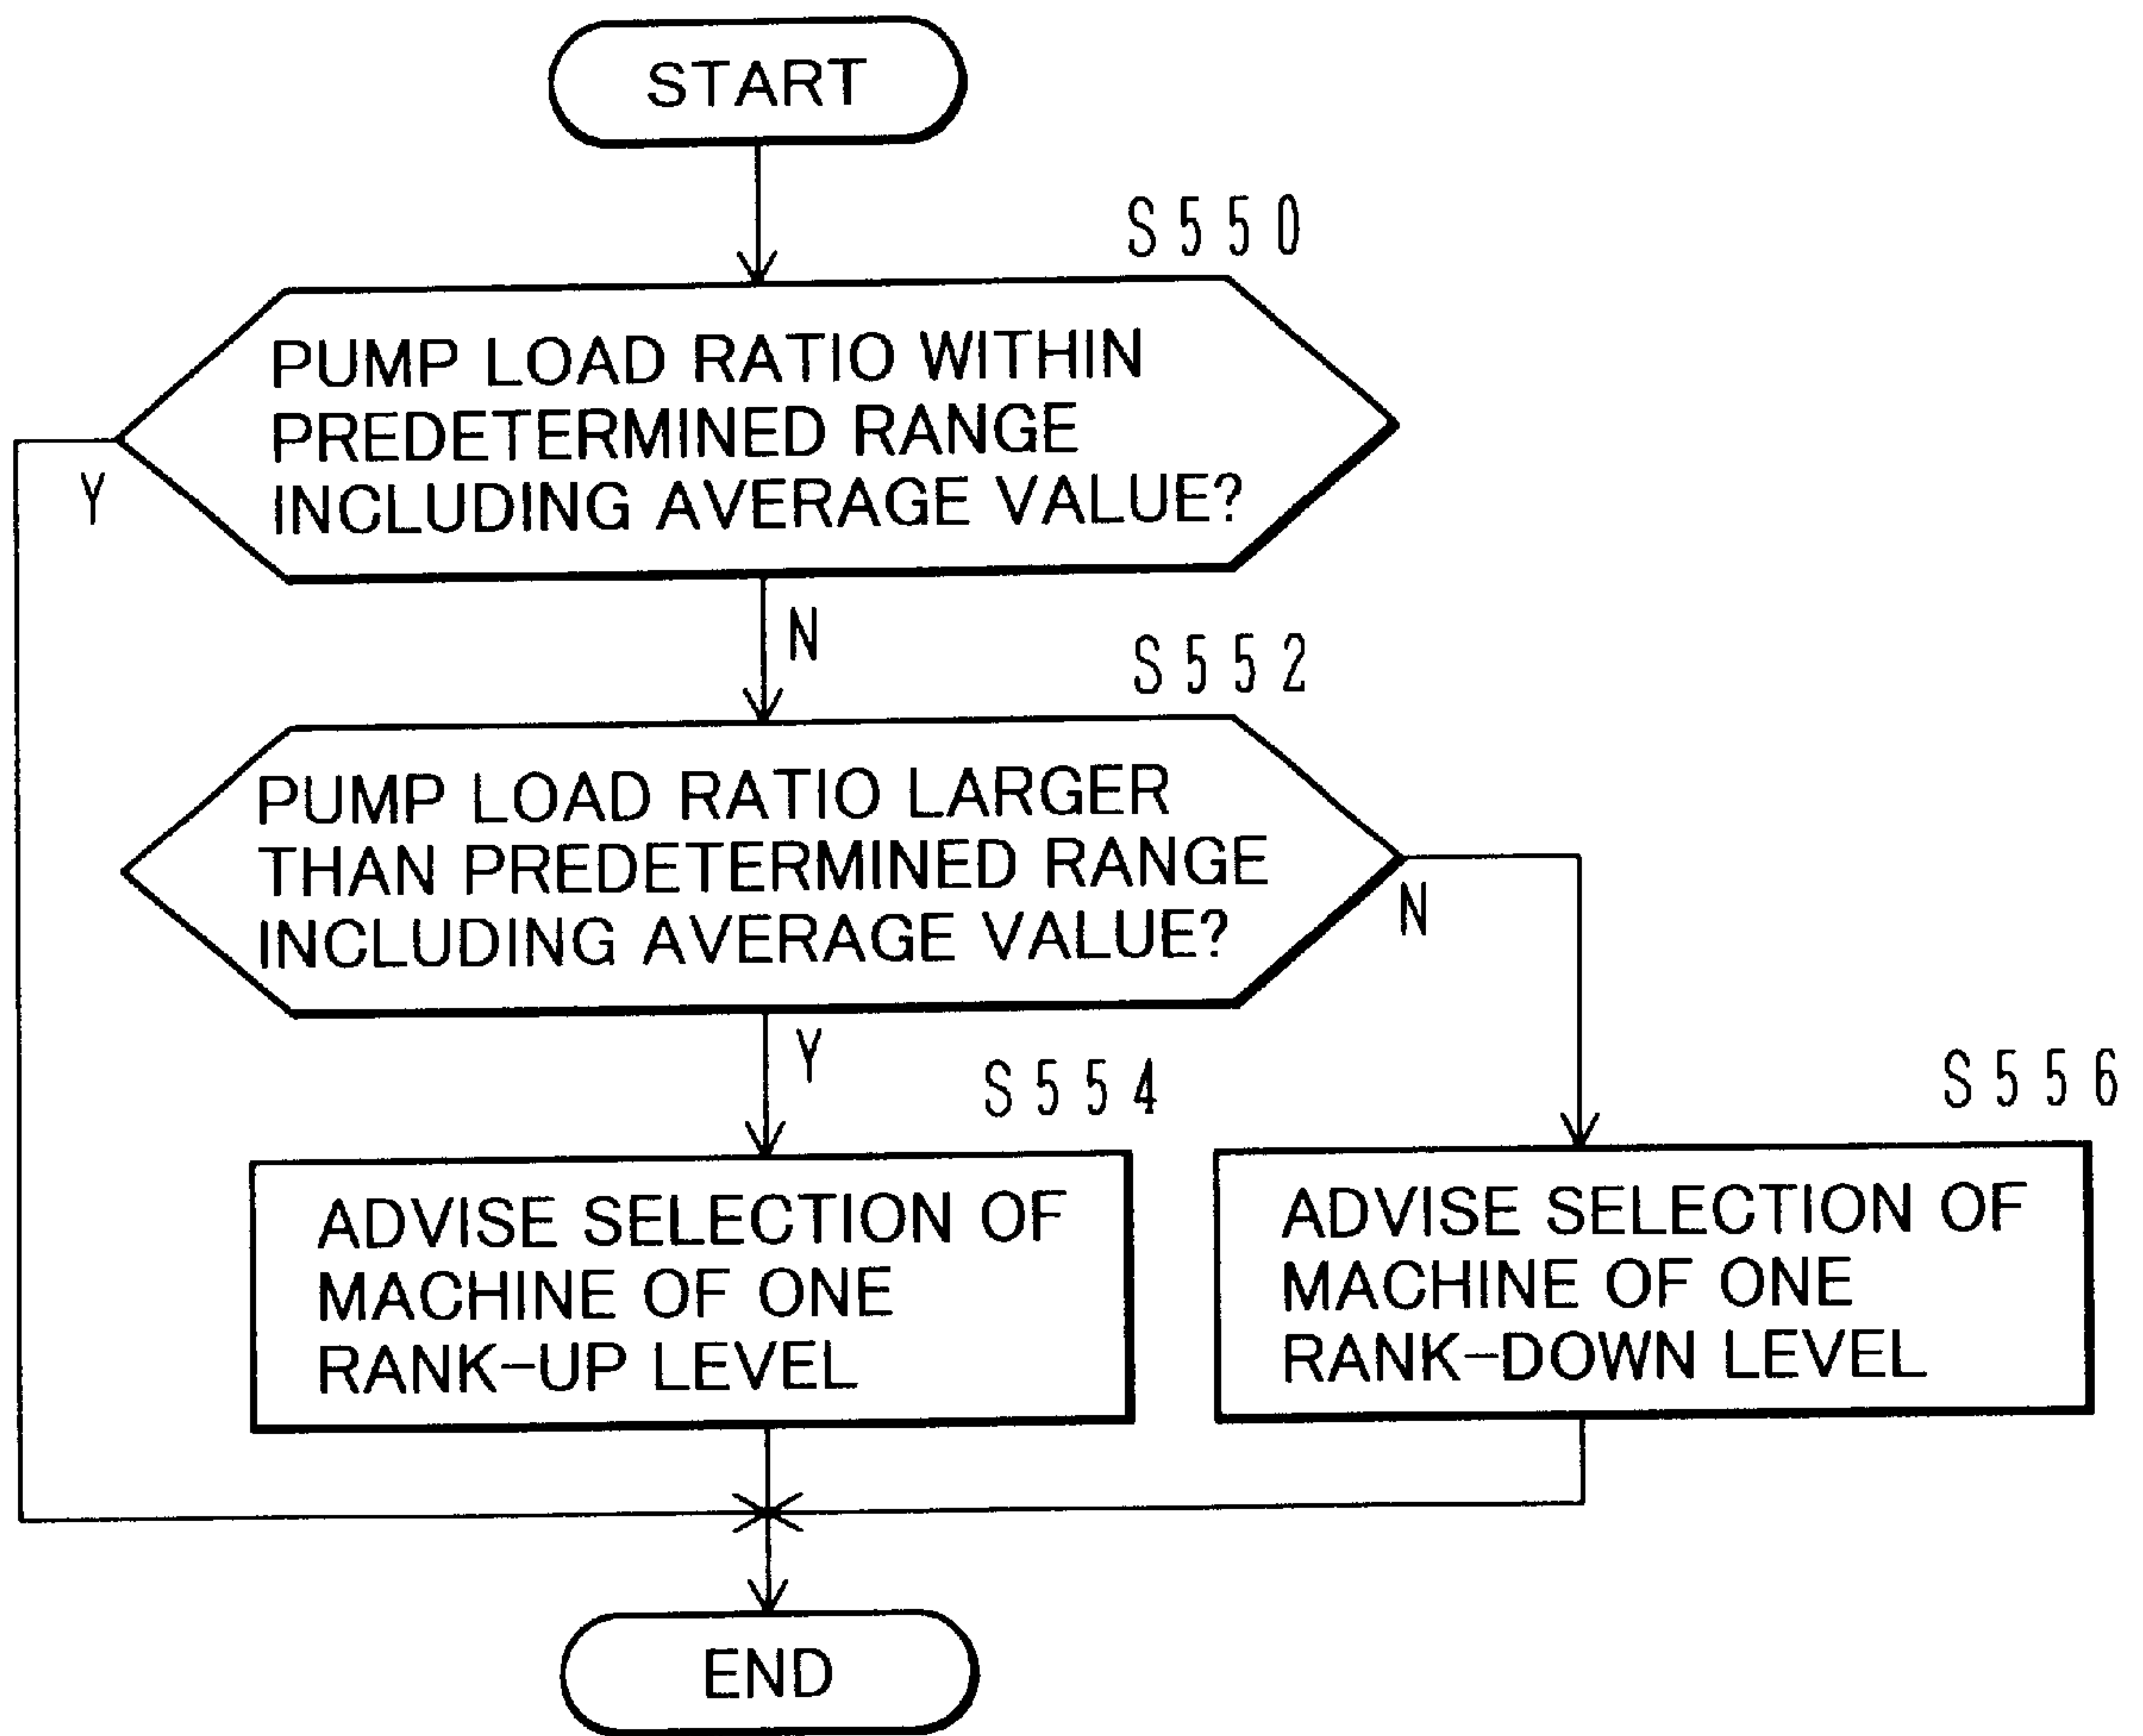 START
S550
PUMP LOAD RATIO WITHIN
PREDETERMINED RANGE
INCLUDING AVERAGE VALUE?
Y
N
S552
PUMP LOAD RATIO LARGER
THAN PREDETERMINED RANGE
INCLUDING AVERAGE VALUE?
N
Y
S554
ADVISE SELECTION OF
MACHINE OF ONE
RANK-UP LEVEL
S556
ADVISE SELECTION OF
MACHINE OF ONE
RANK-DOWN LEVEL
END